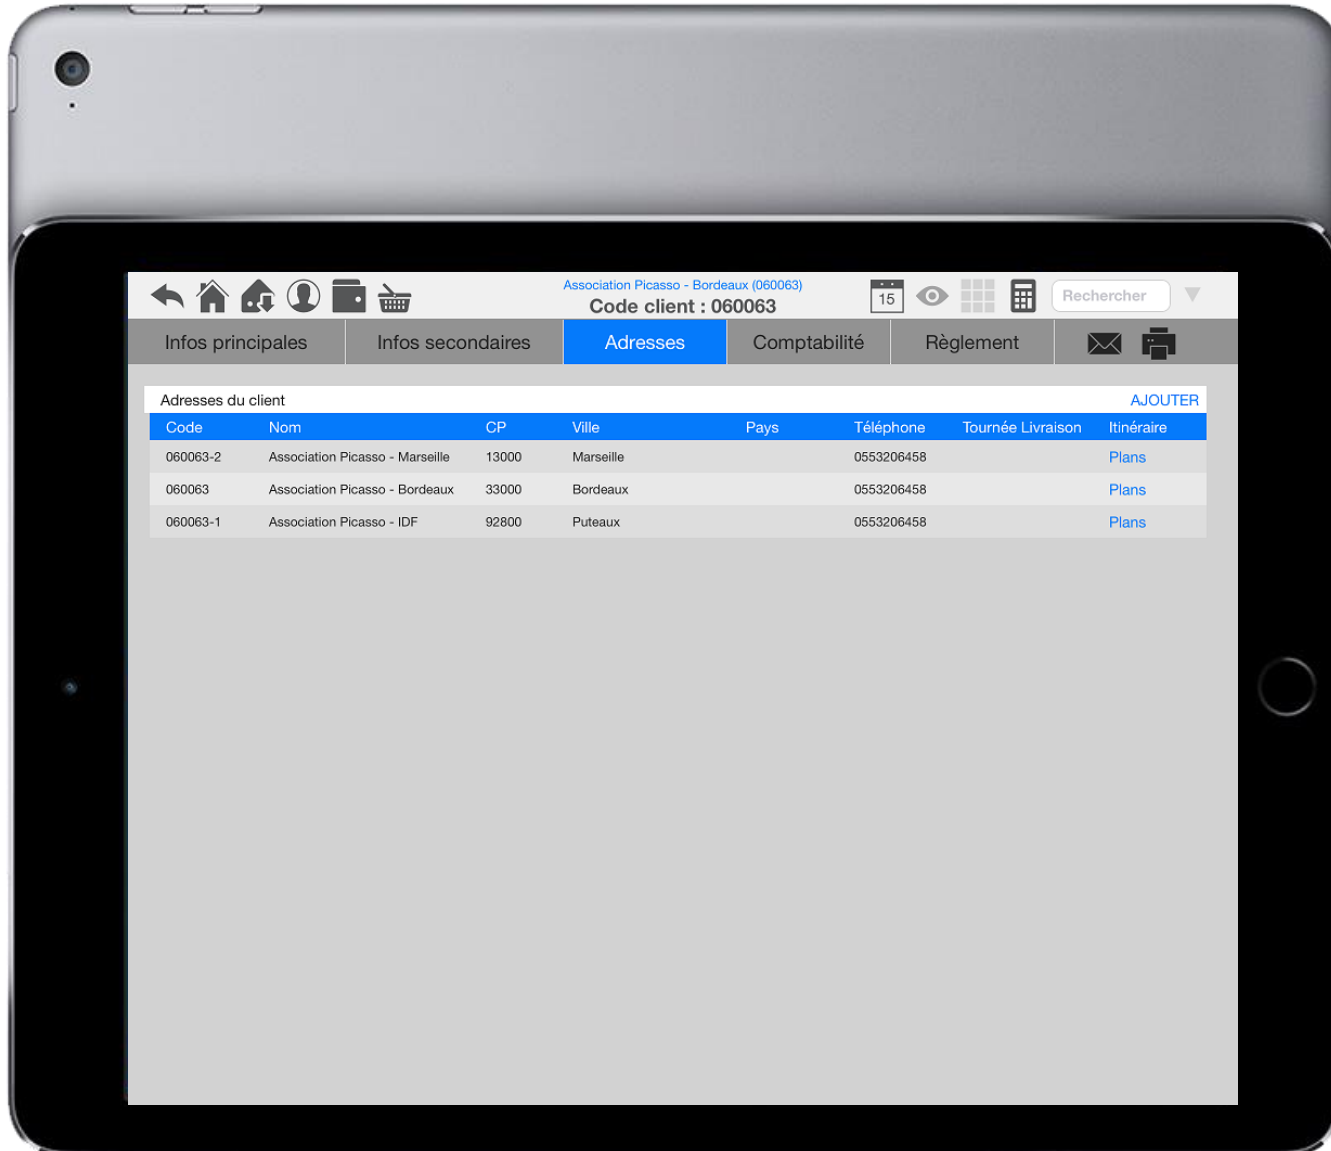 Association Picasso - Bordeaux (060063)
Code client : 060063
15
Rechercher
Infos principales Infos secondaires Adresses Comptabilité Règlement
Adresses du client AJOUTER
Code Nom CP Ville Pays Téléphone Tournée Livraison Itinéraire
060063-2 Association Picasso - Marseille 13000 Marseille 0553206458 Plans
060063 Association Picasso - Bordeaux 33000 Bordeaux 0553206458 Plans
060063-1 Association Picasso - IDF 92800 Puteaux 0553206458 Plans